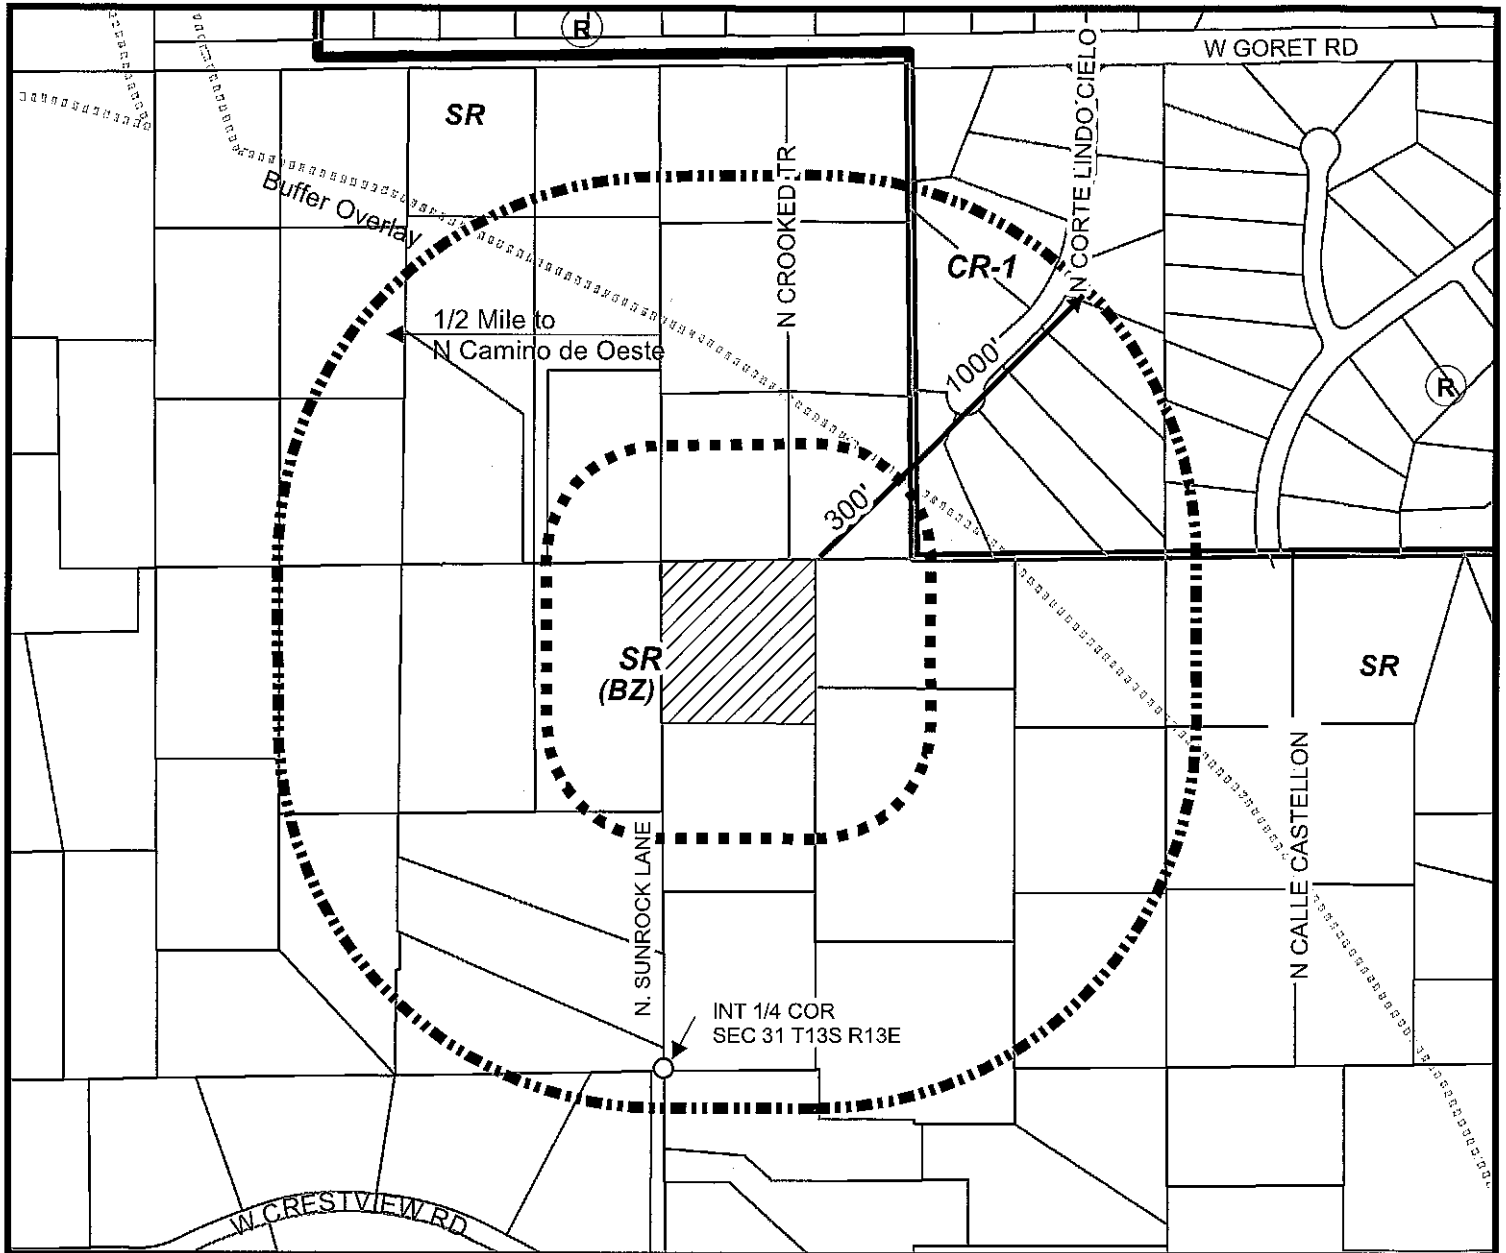 R
W GORET RD
SR
N CORTE LINDO CIELO
N CROOKED TR
Buffer Overlay
CR-1
1/2 Mile to
N Camino de Oeste
1000'
R
300'
SR
(BZ)
SR
N CALLE CASTELLON
N. SUNROCK LANE
INT 1/4 COR
SEC 31 T13S R13E
W CRESTVIEW RD